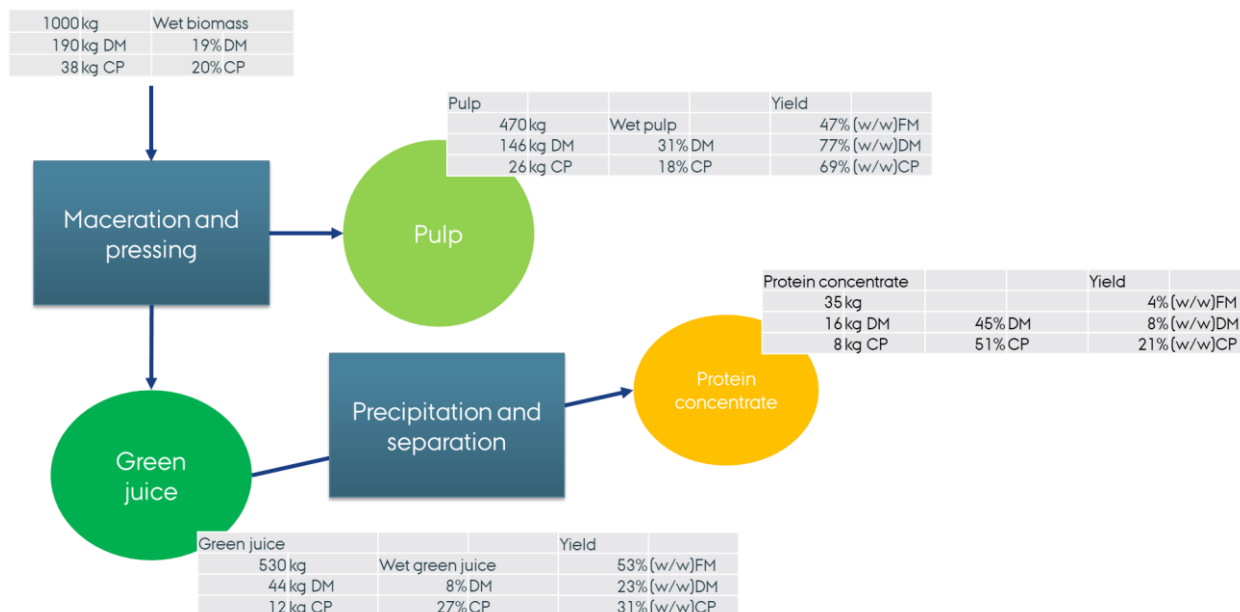 1000 kg Wet biomass
190 kg DM 19% DM
38 kg CP 20% CP
Pulp Yield
470 kg Wet pulp 47% (w/w)FM
146 kg DM 31% DM 77% (w/w)DM
26 kg CP 18% CP 69% (w/w)CP
Maceration and
pressing
Pulp
Protein concentrate Yield
35 kg 4% (w/w)FM
16 kg DM 45% DM 8% (w/w)DM
8 kg CP 51% CP 21% (w/w)CP
Protein
concentrate
Precipitation and
separation
Green
juice
Green juice Yield
530 kg Wet green juice 53% (w/w)FM
44 kg DM 8% DM 23% (w/w)DM
12 kg CP 27% CP 31% (w/w)CP